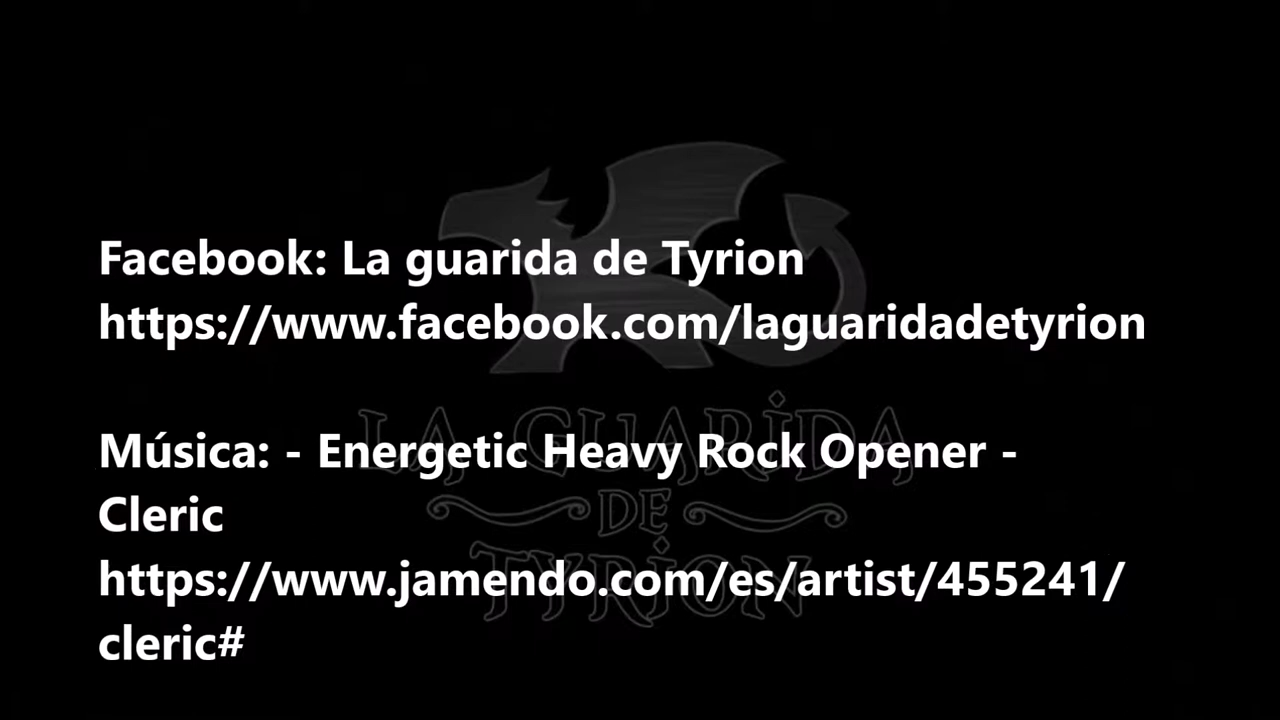 Facebook: La guarida de Tyrion
https://www.facebook.com/laguaridadetyrion
Música: - Energetic Heavy Rock Opener -
Cleric
https://www.jamendo.com/es/artist/455241/
cleric#
LA GUARIDA
DE
TYRION